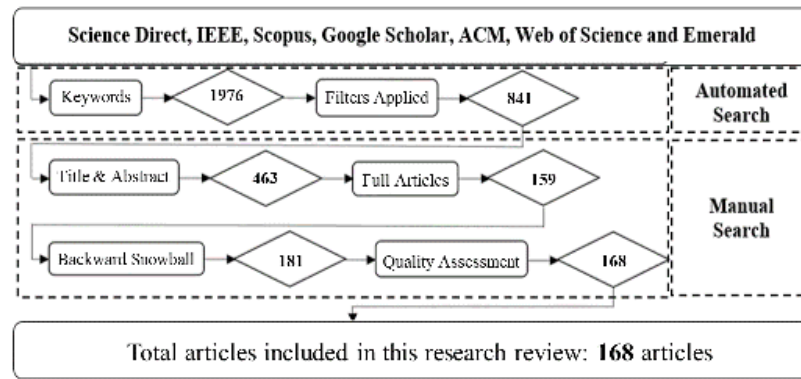 Science Direct, IEEE, Scopus, Google Scholar, ACM, Web of Science and Emerald
Keywords
1976
Filters Applied
841
Automated
Search
Title & Abstract
463
Full Articles
159
Manual
Search
Backward Snowball
181
Quality Assessment
168
Total articles included in this research review: 168 articles